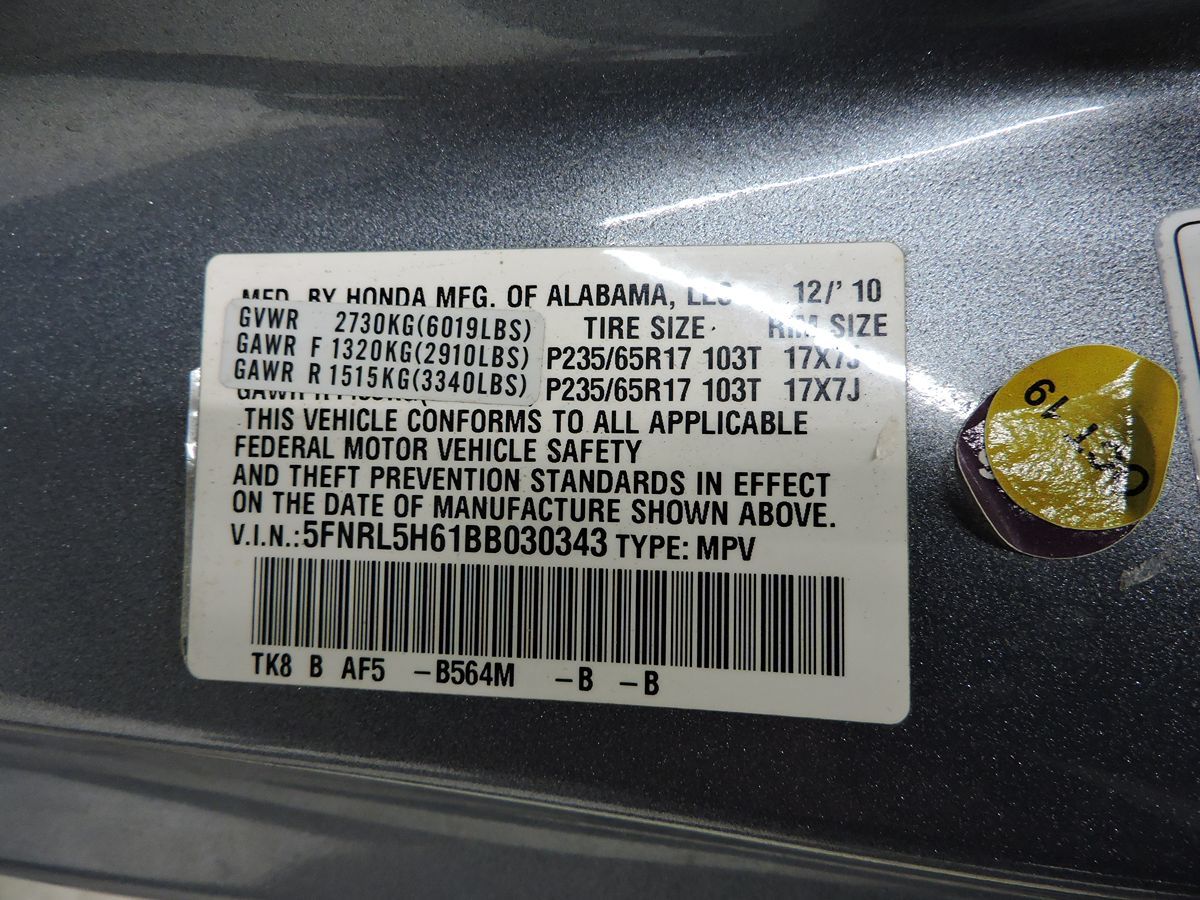 MFD. BY HONDA MFG. OF ALABAMA, LLC 12/'10
GVWR 2730KG(6019LBS) TIRE SIZE RIM SIZE
GAWR F 1320KG(2910LBS) P235/65R17 103T 17X7J
GAWR R 1515KG(3340LBS) P235/65R17 103T 17X7J
THIS VEHICLE CONFORMS TO ALL APPLICABLE
FEDERAL MOTOR VEHICLE SAFETY
AND THEFT PREVENTION STANDARDS IN EFFECT
ON THE DATE OF MANUFACTURE SHOWN ABOVE.
V.I.N.:5FNRL5H61BB030343 TYPE: MPV
TK8 B AF5 -B564M -B -B
OCT 19